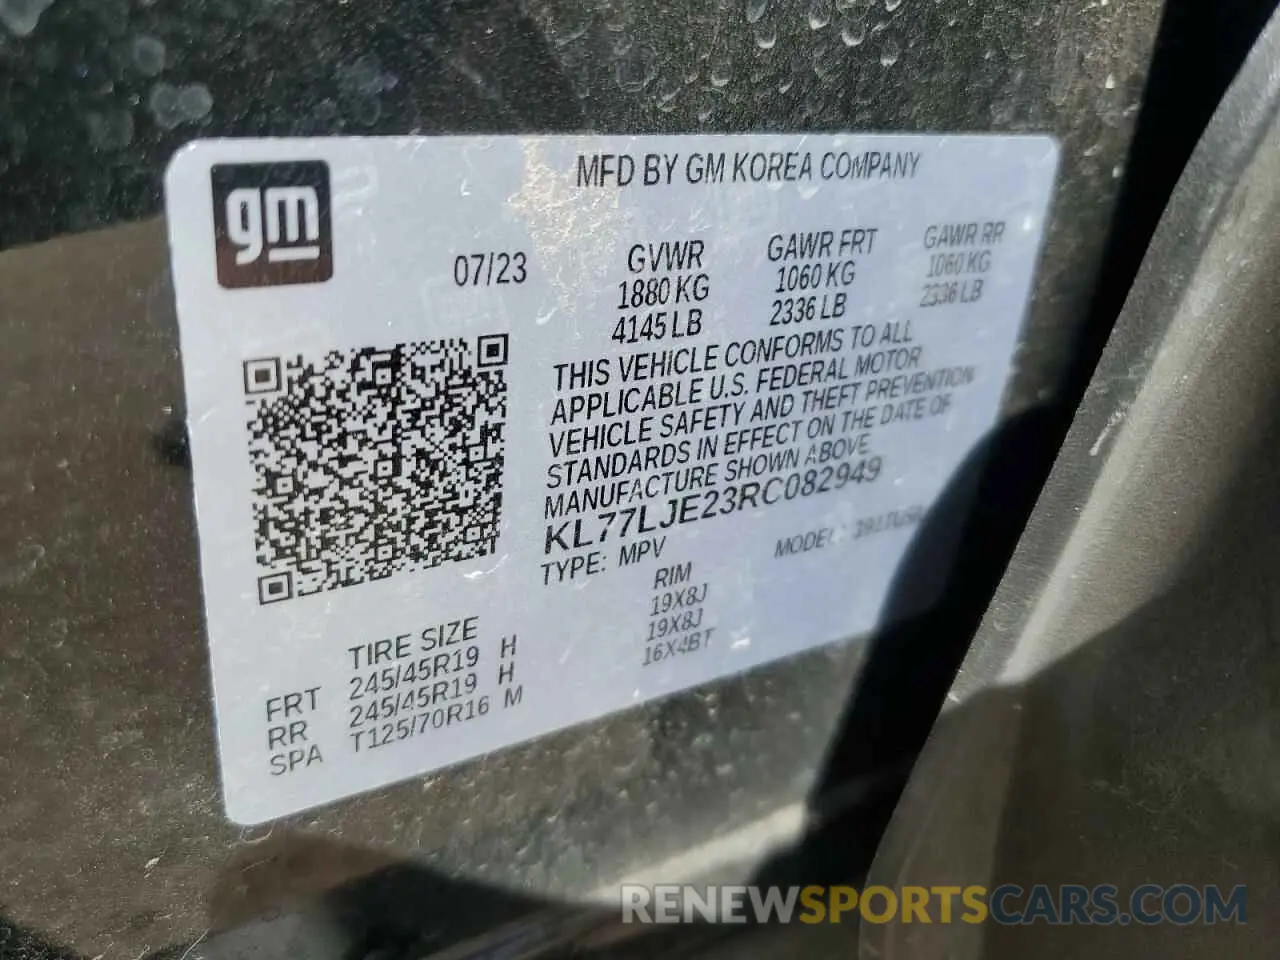 gm
MFD BY GM KOREA COMPANY
07/23
GVWR
1880 KG
4145 LB
GAWR FRT
1060 KG
2336 LB
GAWR RR
1060 KG
2336 LB
THIS VEHICLE CONFORMS TO ALL
APPLICABLE U.S. FEDERAL MOTOR
VEHICLE SAFETY AND THEFT PREVENTION
STANDARDS IN EFFECT ON THE DATE OF
MANUFACTURE SHOWN ABOVE
KL77LJE23RC082949
TYPE: MPV MODEL:
TIRE SIZE RIM
FRT 245/45R19 H 19X8J
RR 245/45R19 H 19X8J
SPA T125/70R16 M 16X4BT
RENEWSPORTSCARS.COM